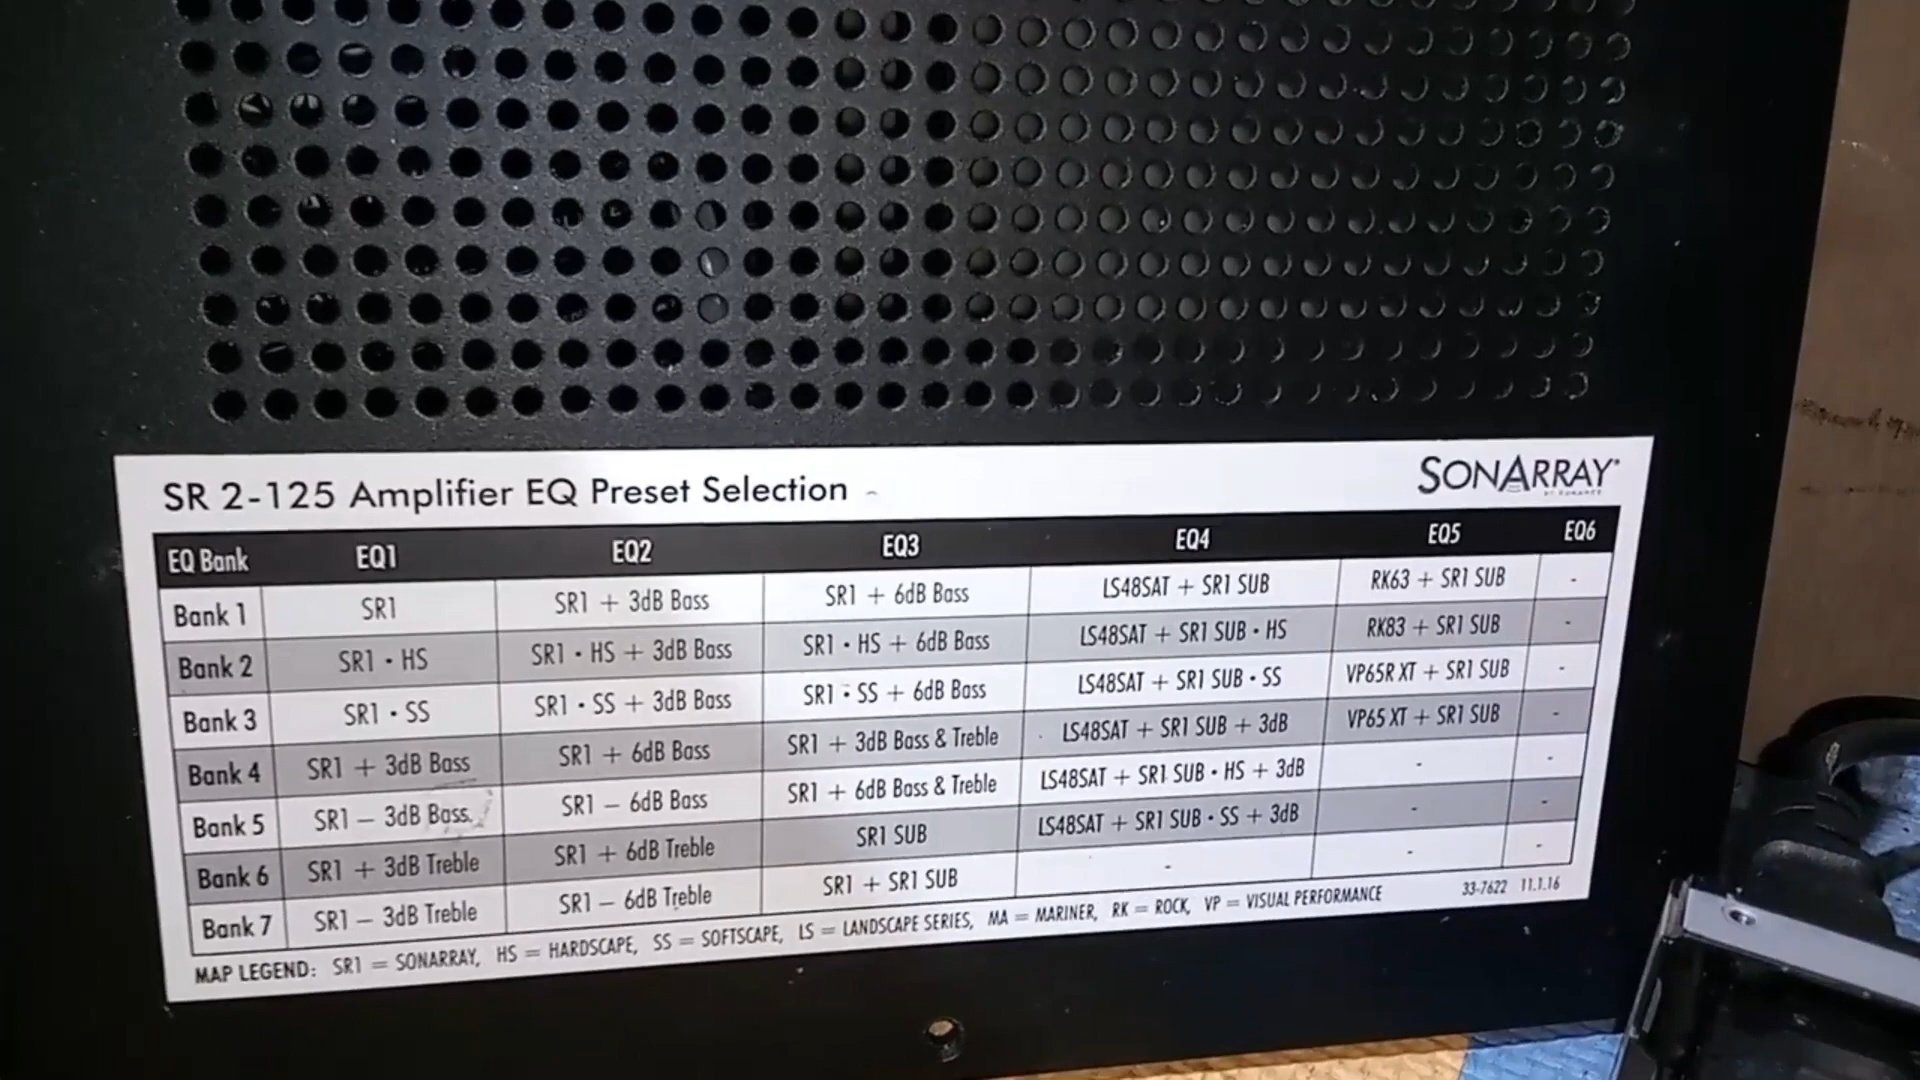 SR 2-125 Amplifier EQ Preset Selection
SONARRAY
EQ Bank EQ1 EQ2 EQ3 EQ4 EQ5 EQ6
Bank 1 SR1 SR1 + 3dB Bass SR1 + 6dB Bass LS48SAT + SR1 SUB RK63 + SR1 SUB -
Bank 2 SR1 · HS SR1 · HS + 3dB Bass SR1 · HS + 6dB Bass LS48SAT + SR1 SUB · HS RK83 + SR1 SUB -
Bank 3 SR1 · SS SR1 · SS + 3dB Bass SR1 · SS + 6dB Bass LS48SAT + SR1 SUB · SS VP65R XT + SR1 SUB -
Bank 4 SR1 + 3dB Bass SR1 + 6dB Bass SR1 + 3dB Bass & Treble LS48SAT + SR1 SUB + 3dB VP65 XT + SR1 SUB -
Bank 5 SR1 – 3dB Bass SR1 – 6dB Bass SR1 + 6dB Bass & Treble LS48SAT + SR1 SUB · HS + 3dB - -
Bank 6 SR1 + 3dB Treble SR1 + 6dB Treble SR1 SUB LS48SAT + SR1 SUB · SS + 3dB - -
Bank 7 SR1 – 3dB Treble SR1 – 6dB Treble SR1 + SR1 SUB - - -
MAP LEGEND: SR1 = SONARRAY, HS = HARDSCAPE, SS = SOFTSCAPE, LS = LANDSCAPE SERIES, MA = MARINER, RK = ROCK, VP = VISUAL PERFORMANCE 33-7622 11.1.16